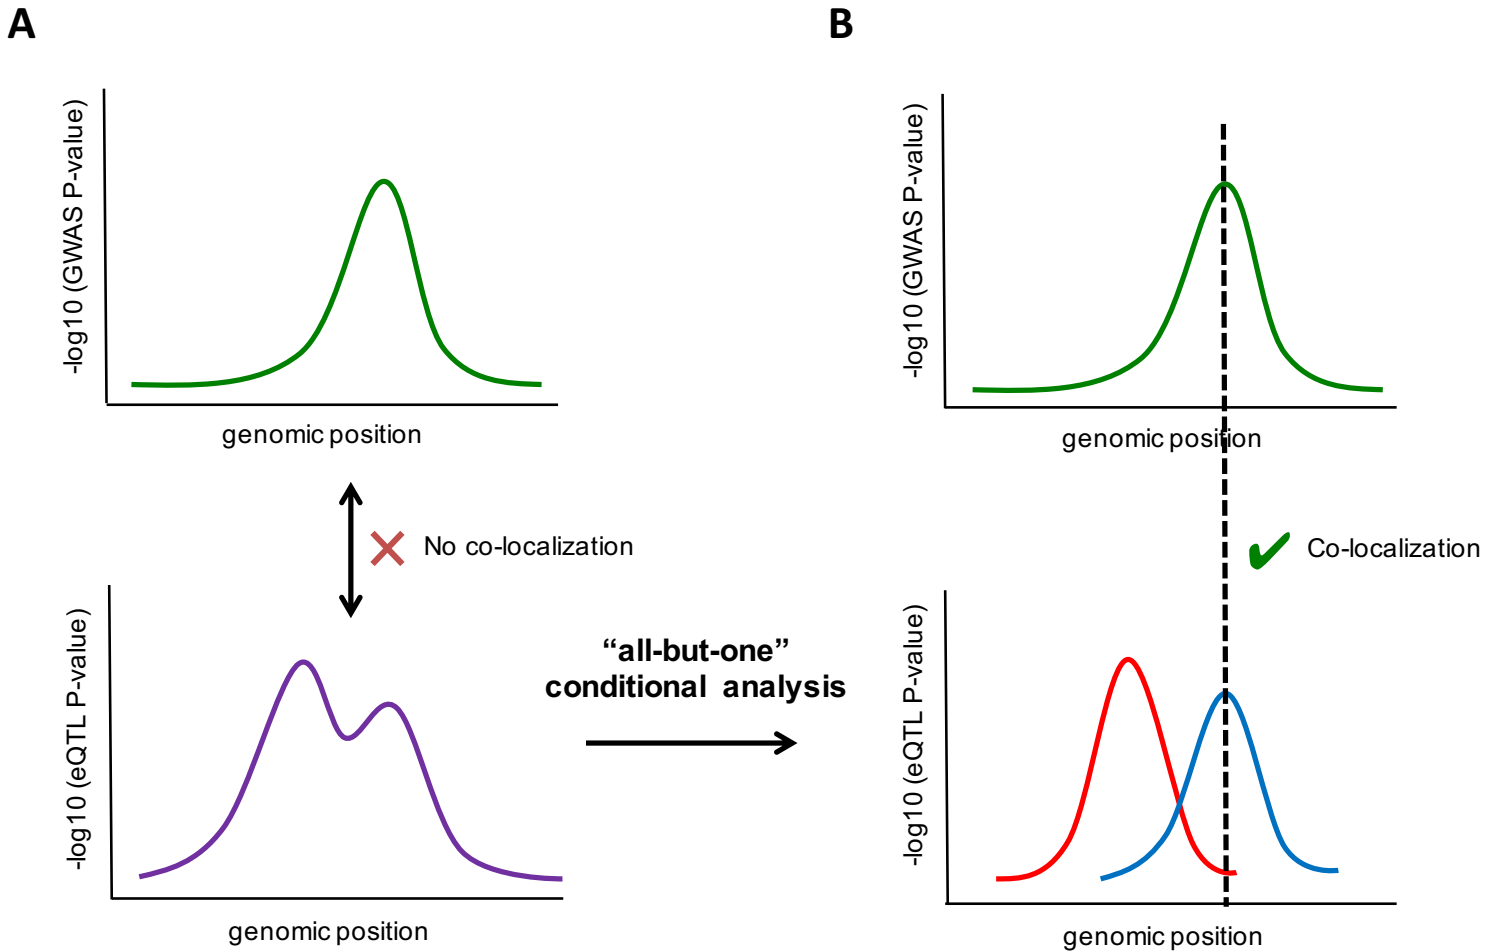 A
-log10 (GWAS P-value)
genomic position
No co-localization
-log10 (eQTL P-value)
genomic position
“all-but-one”
conditional analysis
B
-log10 (GWAS P-value)
genomic position
Co-localization
-log10 (eQTL P-value)
genomic position